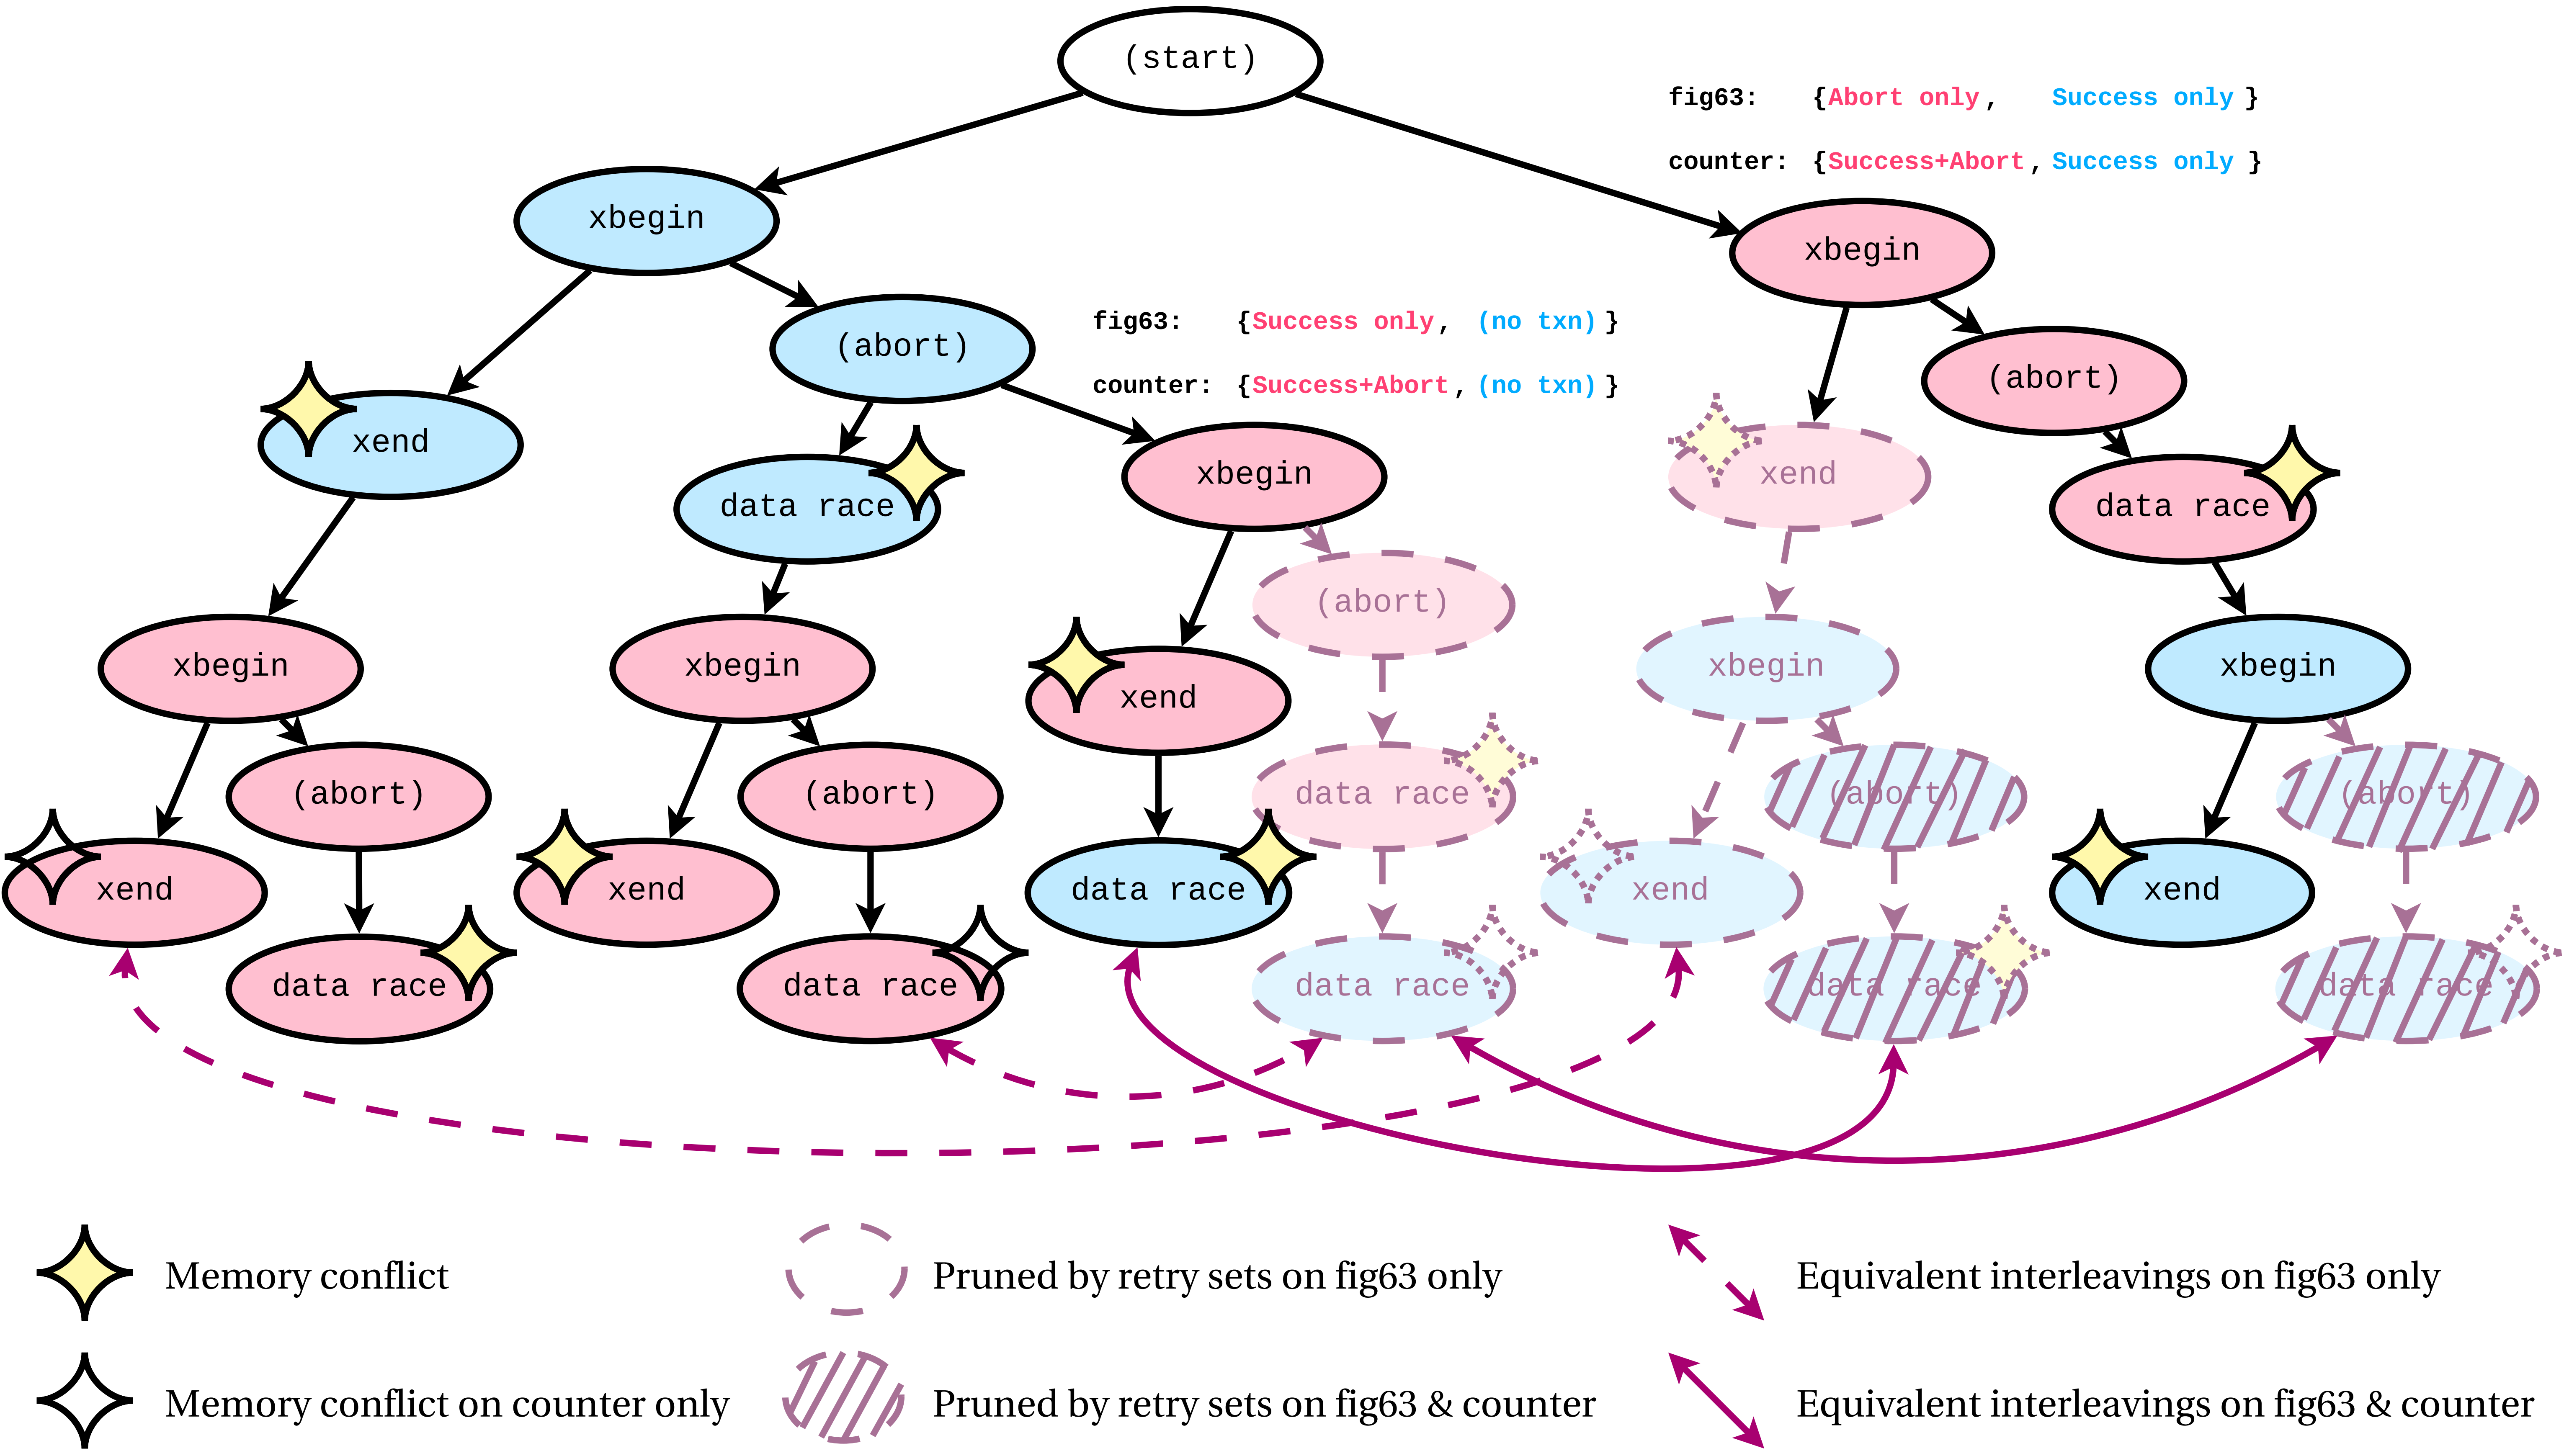 (start)
fig63: {Abort only, Success only}
counter: {Success+Abort, Success only}
xbegin
xbegin
fig63: {Success only, (no txn)}
(abort)
counter: {Success+Abort, (no txn)}
(abort)
xend
xbegin
xend
data race
data race
(abort)
xbegin
xbegin
xend
xbegin
xbegin
(abort)
(abort)
data race
(abort)
(abort)
xend
xend
data race
xend
xend
data race
data race
data race
data race
data race
Memory conflict
Pruned by retry sets on fig63 only
Equivalent interleavings on fig63 only
Memory conflict on counter only
Pruned by retry sets on fig63 & counter
Equivalent interleavings on fig63 & counter